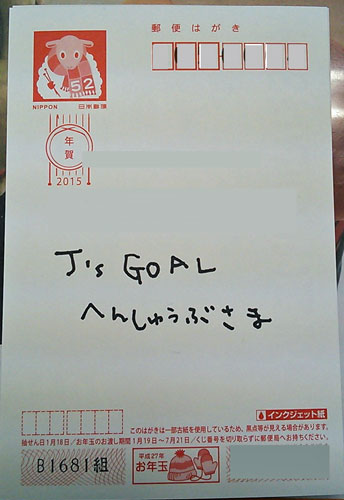 郵便はがき
52
NIPPON 日本郵便
年賀
2015
J's GOAL
へんしゅうぶさま
インクジェット紙
このはがきは一部古紙を使用しているため、黒点等が見える場合があります。
抽せん日1月18日／お年玉のお渡し期間1月19日〜7月21日／くじ番号を切り取らずに郵便局へお持ちください。
B1681組
平成27年
お年玉